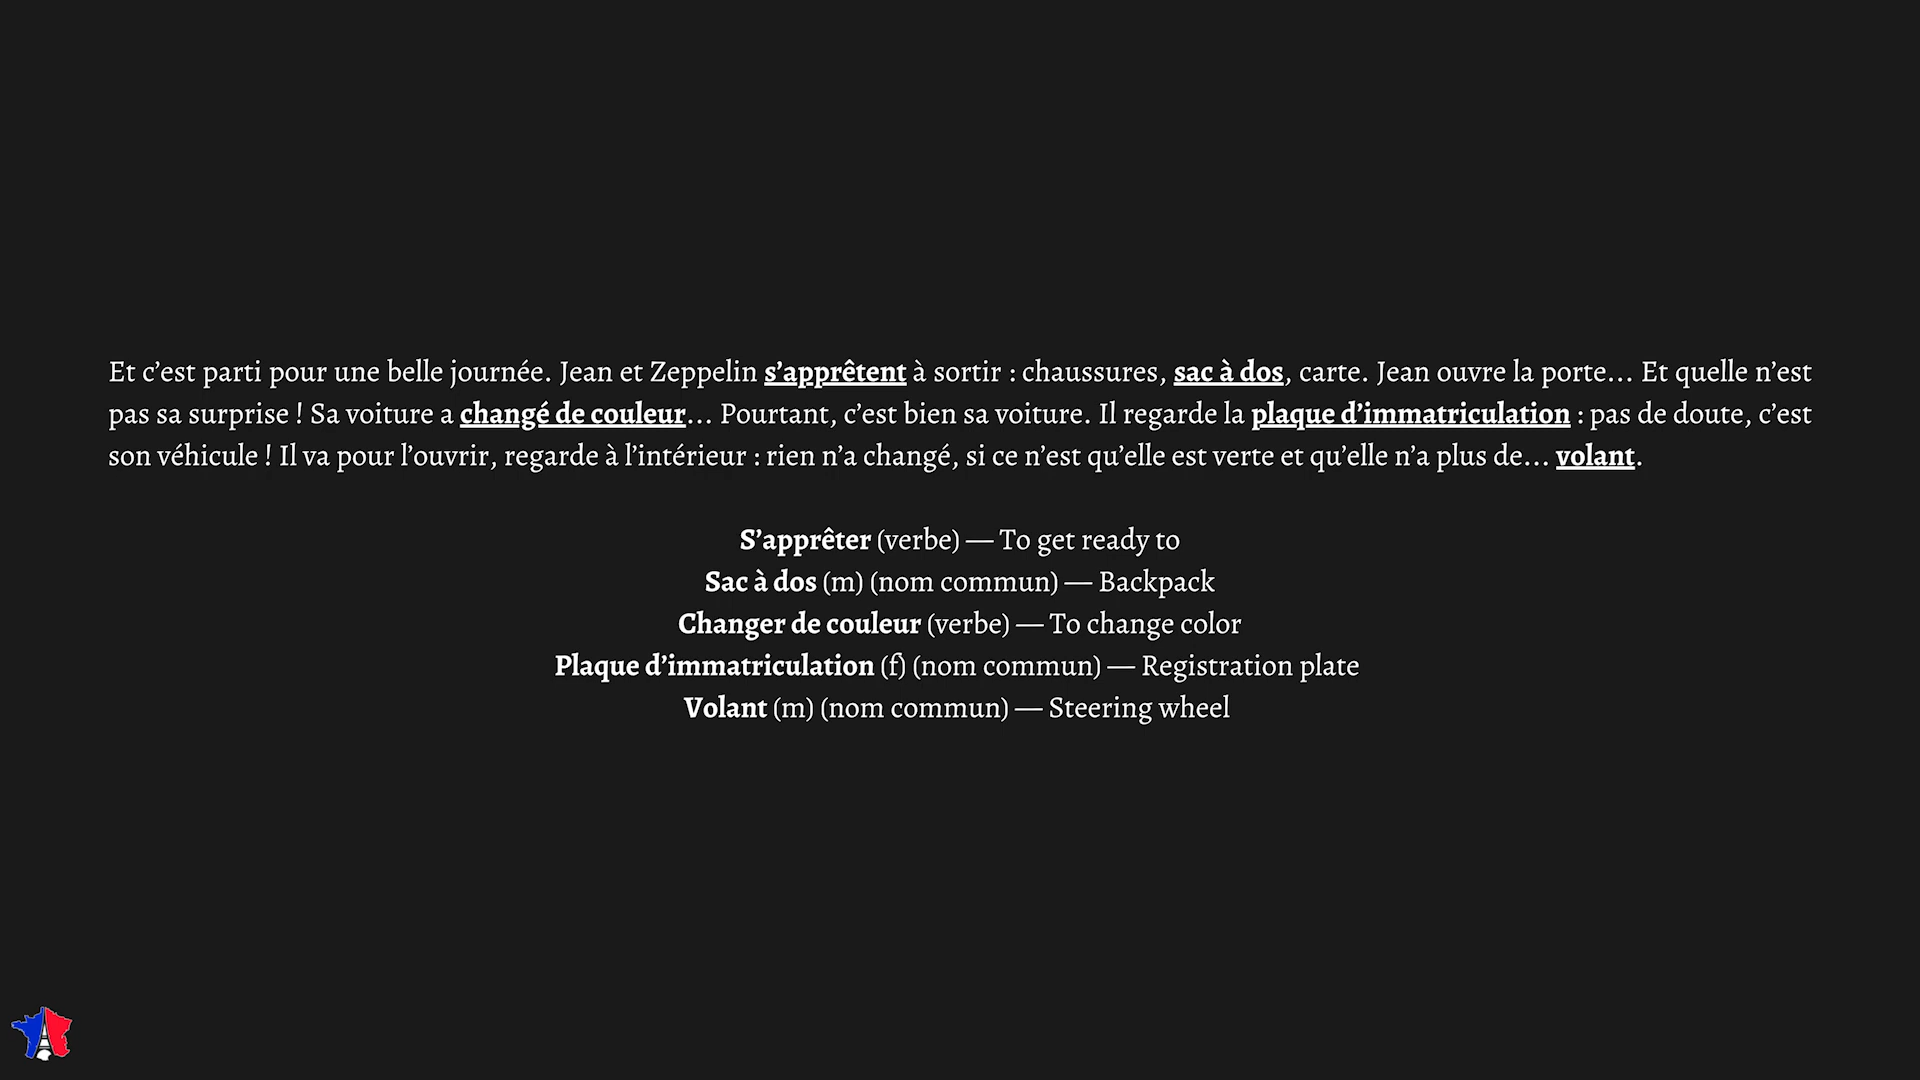 Et c’est parti pour une belle journée. Jean et Zeppelin s’apprêtent à sortir : chaussures, sac à dos, carte. Jean ouvre la porte… Et quelle n’est
pas sa surprise ! Sa voiture a changé de couleur… Pourtant, c’est bien sa voiture. Il regarde la plaque d’immatriculation : pas de doute, c’est
son véhicule ! Il va pour l’ouvrir, regarde à l’intérieur : rien n’a changé, si ce n’est qu’elle est verte et qu’elle n’a plus de… volant.
S’apprêter (verbe) — To get ready to
Sac à dos (m) (nom commun) — Backpack
Changer de couleur (verbe) — To change color
Plaque d’immatriculation (f) (nom commun) — Registration plate
Volant (m) (nom commun) — Steering wheel